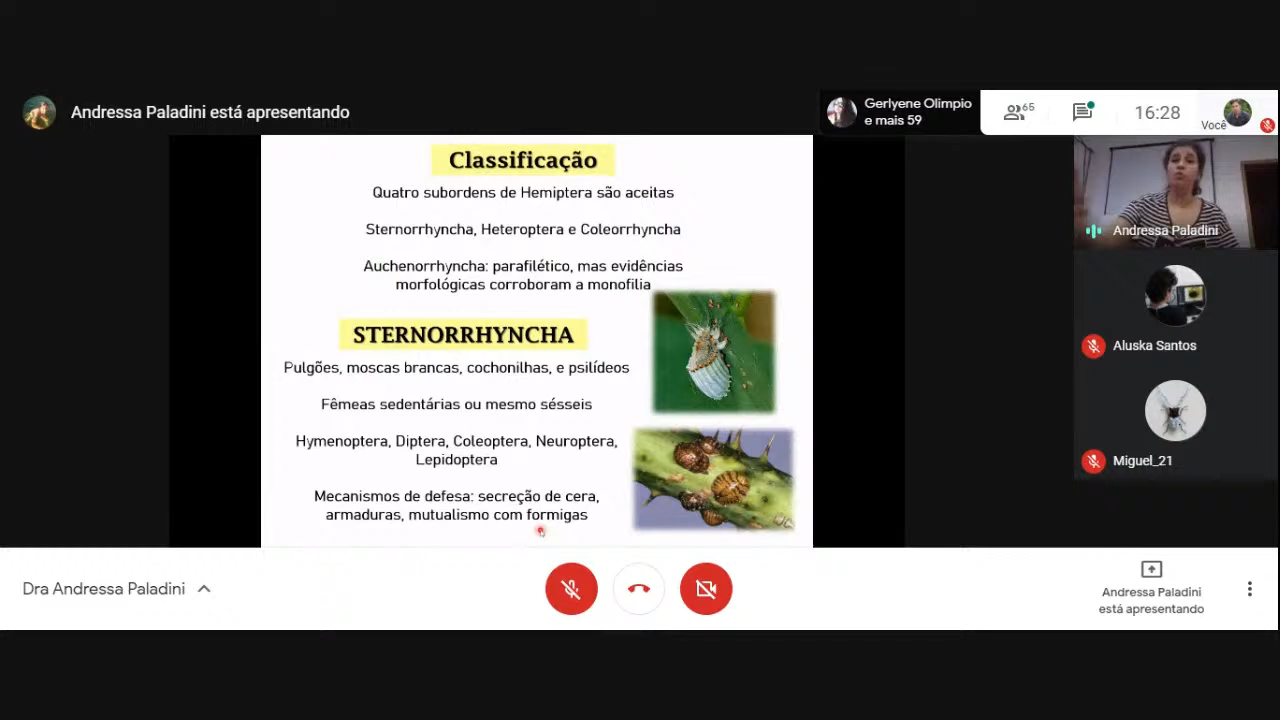 Andressa Paladini está apresentando
Gerlyene Olimpio
e mais 59
65
16:28
Você
Classificação
Quatro subordens de Hemiptera são aceitas
Sternorrhyncha, Heteroptera e Coleorrhyncha
Auchenorrhyncha: parafilético, mas evidências
morfológicas corroboram a monofilia
STERNORRHYNCHA
Pulgões, moscas brancas, cochonilhas, e psilídeos
Fêmeas sedentárias ou mesmo sésseis
Hymenoptera, Diptera, Coleoptera, Neuroptera,
Lepidoptera
Mecanismos de defesa: secreção de cera,
armaduras, mutualismo com formigas
Andressa Paladini
Aluska Santos
Miguel_21
Dra Andressa Paladini
Andressa Paladini
está apresentando